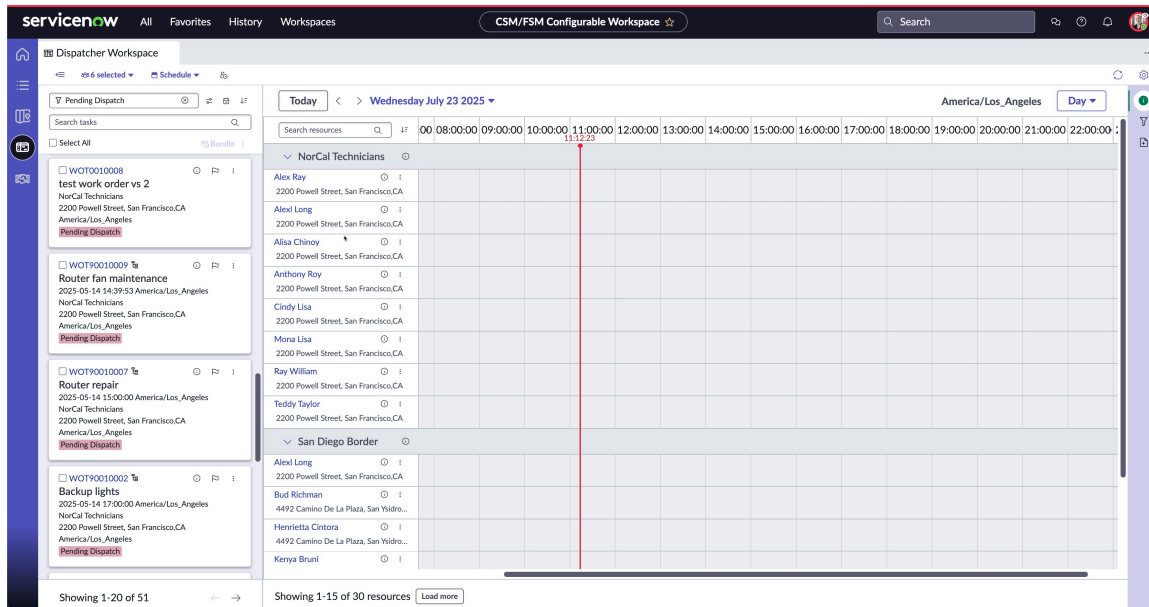 servicenow All Favorites History Workspaces CSM/FSM Configurable Workspace Search
Dispatcher Workspace
6 selected Schedule
Pending Dispatch
Search tasks
Select All Bundle
WOT0010008
test work order vs 2
NorCal Technicians
2200 Powell Street, San Francisco,CA
America/Los_Angeles
Pending Dispatch
WOT90010009
Router fan maintenance
2025-05-14 14:39:53 America/Los_Angeles
NorCal Technicians
2200 Powell Street, San Francisco,CA
America/Los_Angeles
Pending Dispatch
WOT90010007
Router repair
2025-05-14 15:00:00 America/Los_Angeles
NorCal Technicians
2200 Powell Street, San Francisco,CA
America/Los_Angeles
Pending Dispatch
WOT90010002
Backup lights
2025-05-14 17:00:00 America/Los_Angeles
NorCal Technicians
2200 Powell Street, San Francisco,CA
America/Los_Angeles
Pending Dispatch
Showing 1-20 of 51
Today Wednesday July 23 2025 America/Los_Angeles Day
Search resources :00 08:00:00 09:00:00 10:00:00 11:00:00 12:00:00 13:00:00 14:00:00 15:00:00 16:00:00 17:00:00 18:00:00 19:00:00 20:00:00 21:00:00 22:00:00
11:12:23
NorCal Technicians
Alex Ray
2200 Powell Street, San Francisco,CA
Alexl Long
2200 Powell Street, San Francisco,CA
Alisa Chinoy
2200 Powell Street, San Francisco,CA
Anthony Roy
2200 Powell Street, San Francisco,CA
Cindy Lisa
2200 Powell Street, San Francisco,CA
Mona Lisa
2200 Powell Street, San Francisco,CA
Ray William
2200 Powell Street, San Francisco,CA
Teddy Taylor
2200 Powell Street, San Francisco,CA
San Diego Border
Alexl Long
2200 Powell Street, San Francisco,CA
Bud Richman
4492 Camino De La Plaza, San Ysidro...
Henrietta Cintora
4492 Camino De La Plaza, San Ysidro...
Kenya Bruni
Showing 1-15 of 30 resources Load more